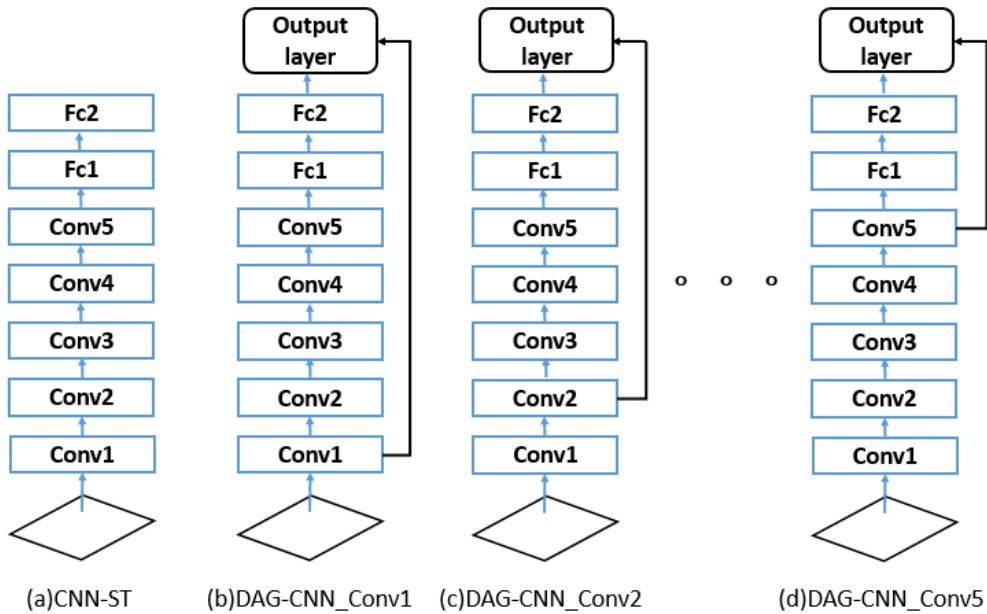 Fc2
Fc1
Conv5
Conv4
Conv3
Conv2
Conv1
(a)CNN-ST
Output
layer
Fc2
Fc1
Conv5
Conv4
Conv3
Conv2
Conv1
(b)DAG-CNN_Conv1
Output
layer
Fc2
Fc1
Conv5
Conv4
Conv3
Conv2
Conv1
(c)DAG-CNN_Conv2
Output
layer
Fc2
Fc1
Conv5
Conv4
Conv3
Conv2
Conv1
(d)DAG-CNN_Conv5